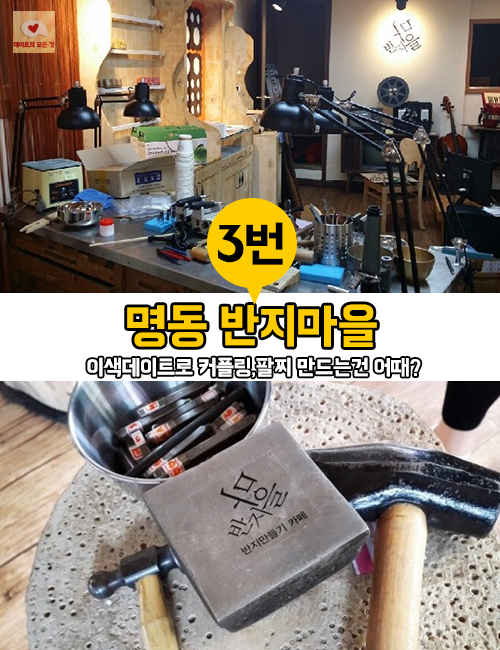 데이트의 모든 것
반지마을
3번
명동 반지마을
이색데이트로 커플링,팔찌 만드는건 어때?
반지마을
반지만들기 카페